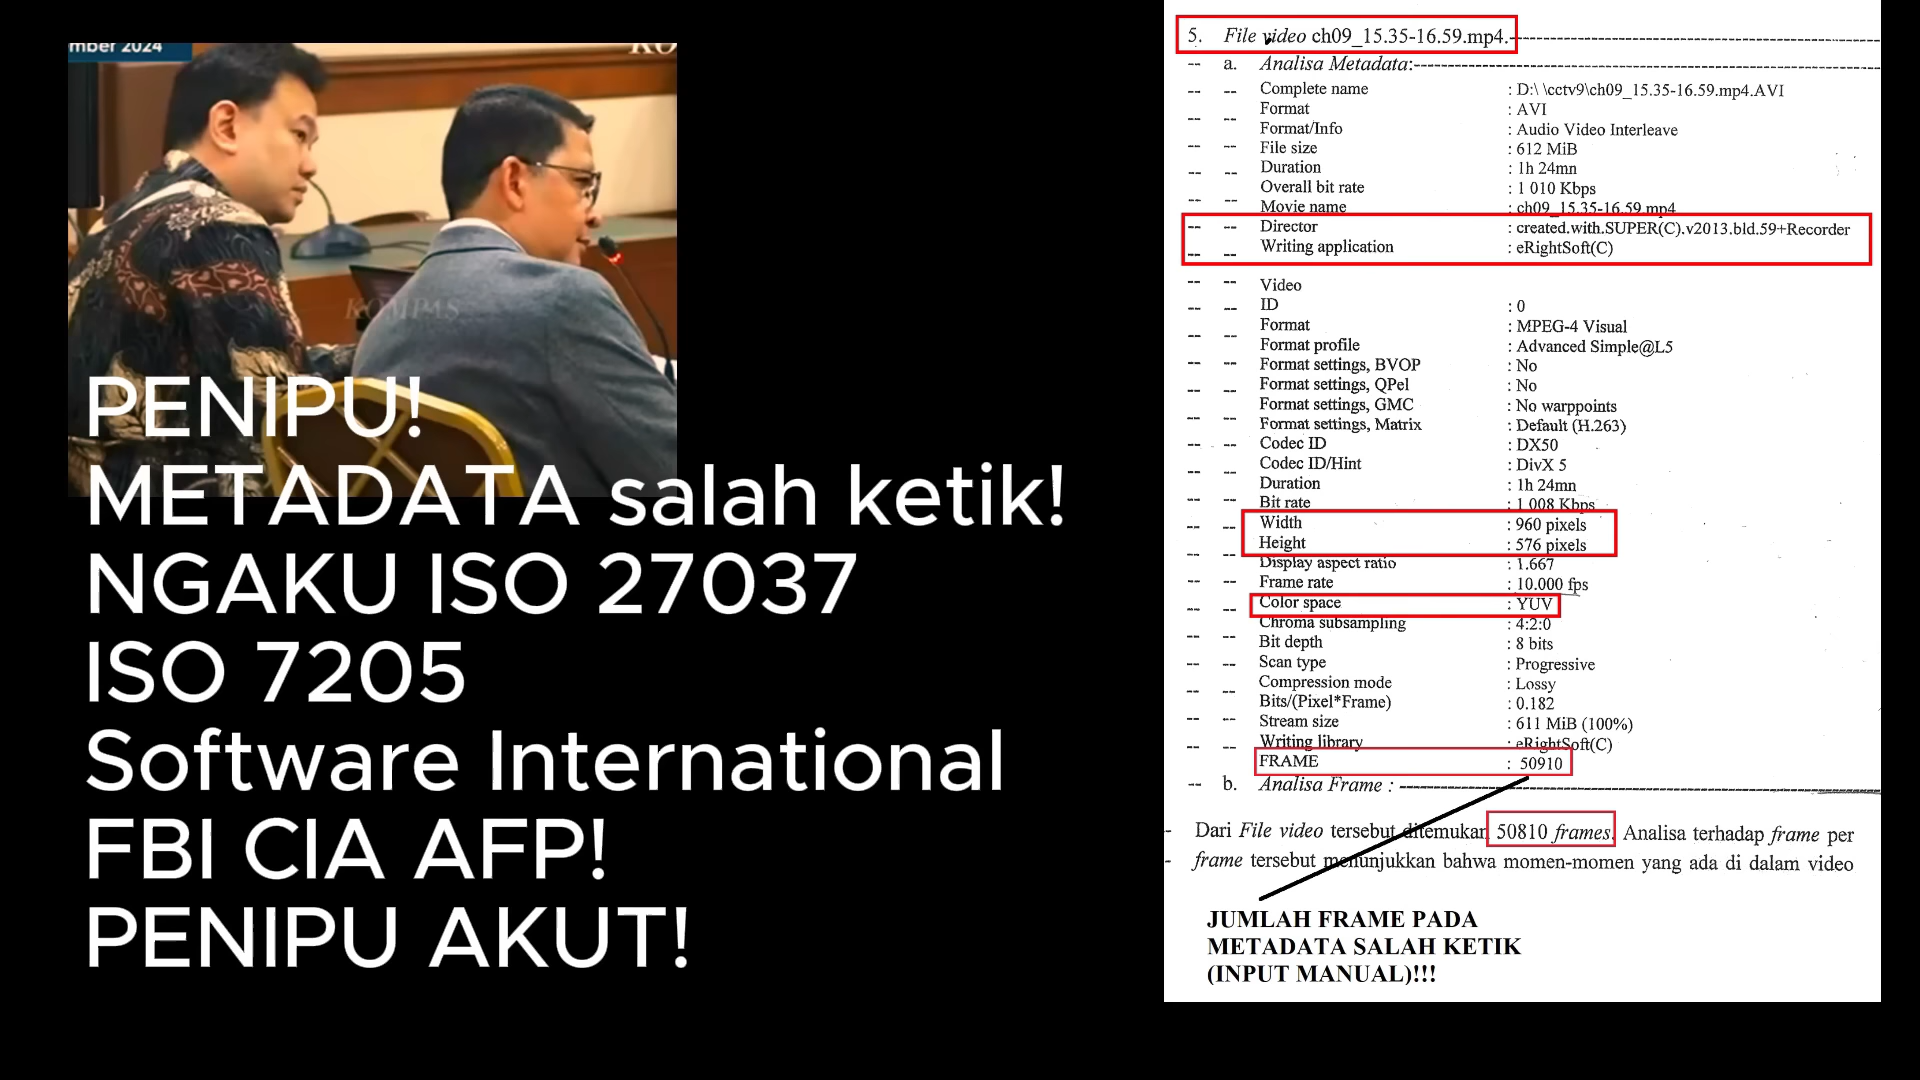 mber 2024
KO
KOMPAS
PENIPU!
METADATA salah ketik!
NGAKU ISO 27037
ISO 7205
Software International
FBI CIA AFP!
PENIPU AKUT!
5. File video ch09_15.35-16.59.mp4.
-- a. Analisa Metadata:
-- -- Complete name : D:\ \cctv9\ch09_15.35-16.59.mp4.AVI
-- -- Format : AVI
-- -- Format/Info : Audio Video Interleave
-- -- File size : 612 MiB
-- -- Duration : 1h 24mn
-- -- Overall bit rate : 1 010 Kbps
-- -- Movie name : ch09_15.35-16.59.mp4
-- -- Director : created.with.SUPER(C).v2013.bld.59+Recorder
-- -- Writing application : eRightSoft(C)
-- -- Video
-- -- ID : 0
-- -- Format : MPEG-4 Visual
-- -- Format profile : Advanced Simple@L5
-- -- Format settings, BVOP : No
-- -- Format settings, QPel : No
-- -- Format settings, GMC : No warppoints
-- -- Format settings, Matrix : Default (H.263)
-- -- Codec ID : DX50
-- -- Codec ID/Hint : DivX 5
-- -- Duration : 1h 24mn
-- -- Bit rate : 1 008 Kbps
-- -- Width : 960 pixels
-- -- Height : 576 pixels
-- -- Display aspect ratio : 1.667
-- -- Frame rate : 10.000 fps
-- -- Color space : YUV
-- -- Chroma subsampling : 4:2:0
-- -- Bit depth : 8 bits
-- -- Scan type : Progressive
-- -- Compression mode : Lossy
-- -- Bits/(Pixel*Frame) : 0.182
-- -- Stream size : 611 MiB (100%)
-- -- Writing library : eRightSoft(C)
FRAME : 50910
-- b. Analisa Frame :
- Dari File video tersebut ditemukan 50810 frames. Analisa terhadap frame per
- frame tersebut menunjukkan bahwa momen-momen yang ada di dalam video
JUMLAH FRAME PADA
METADATA SALAH KETIK
(INPUT MANUAL)!!!